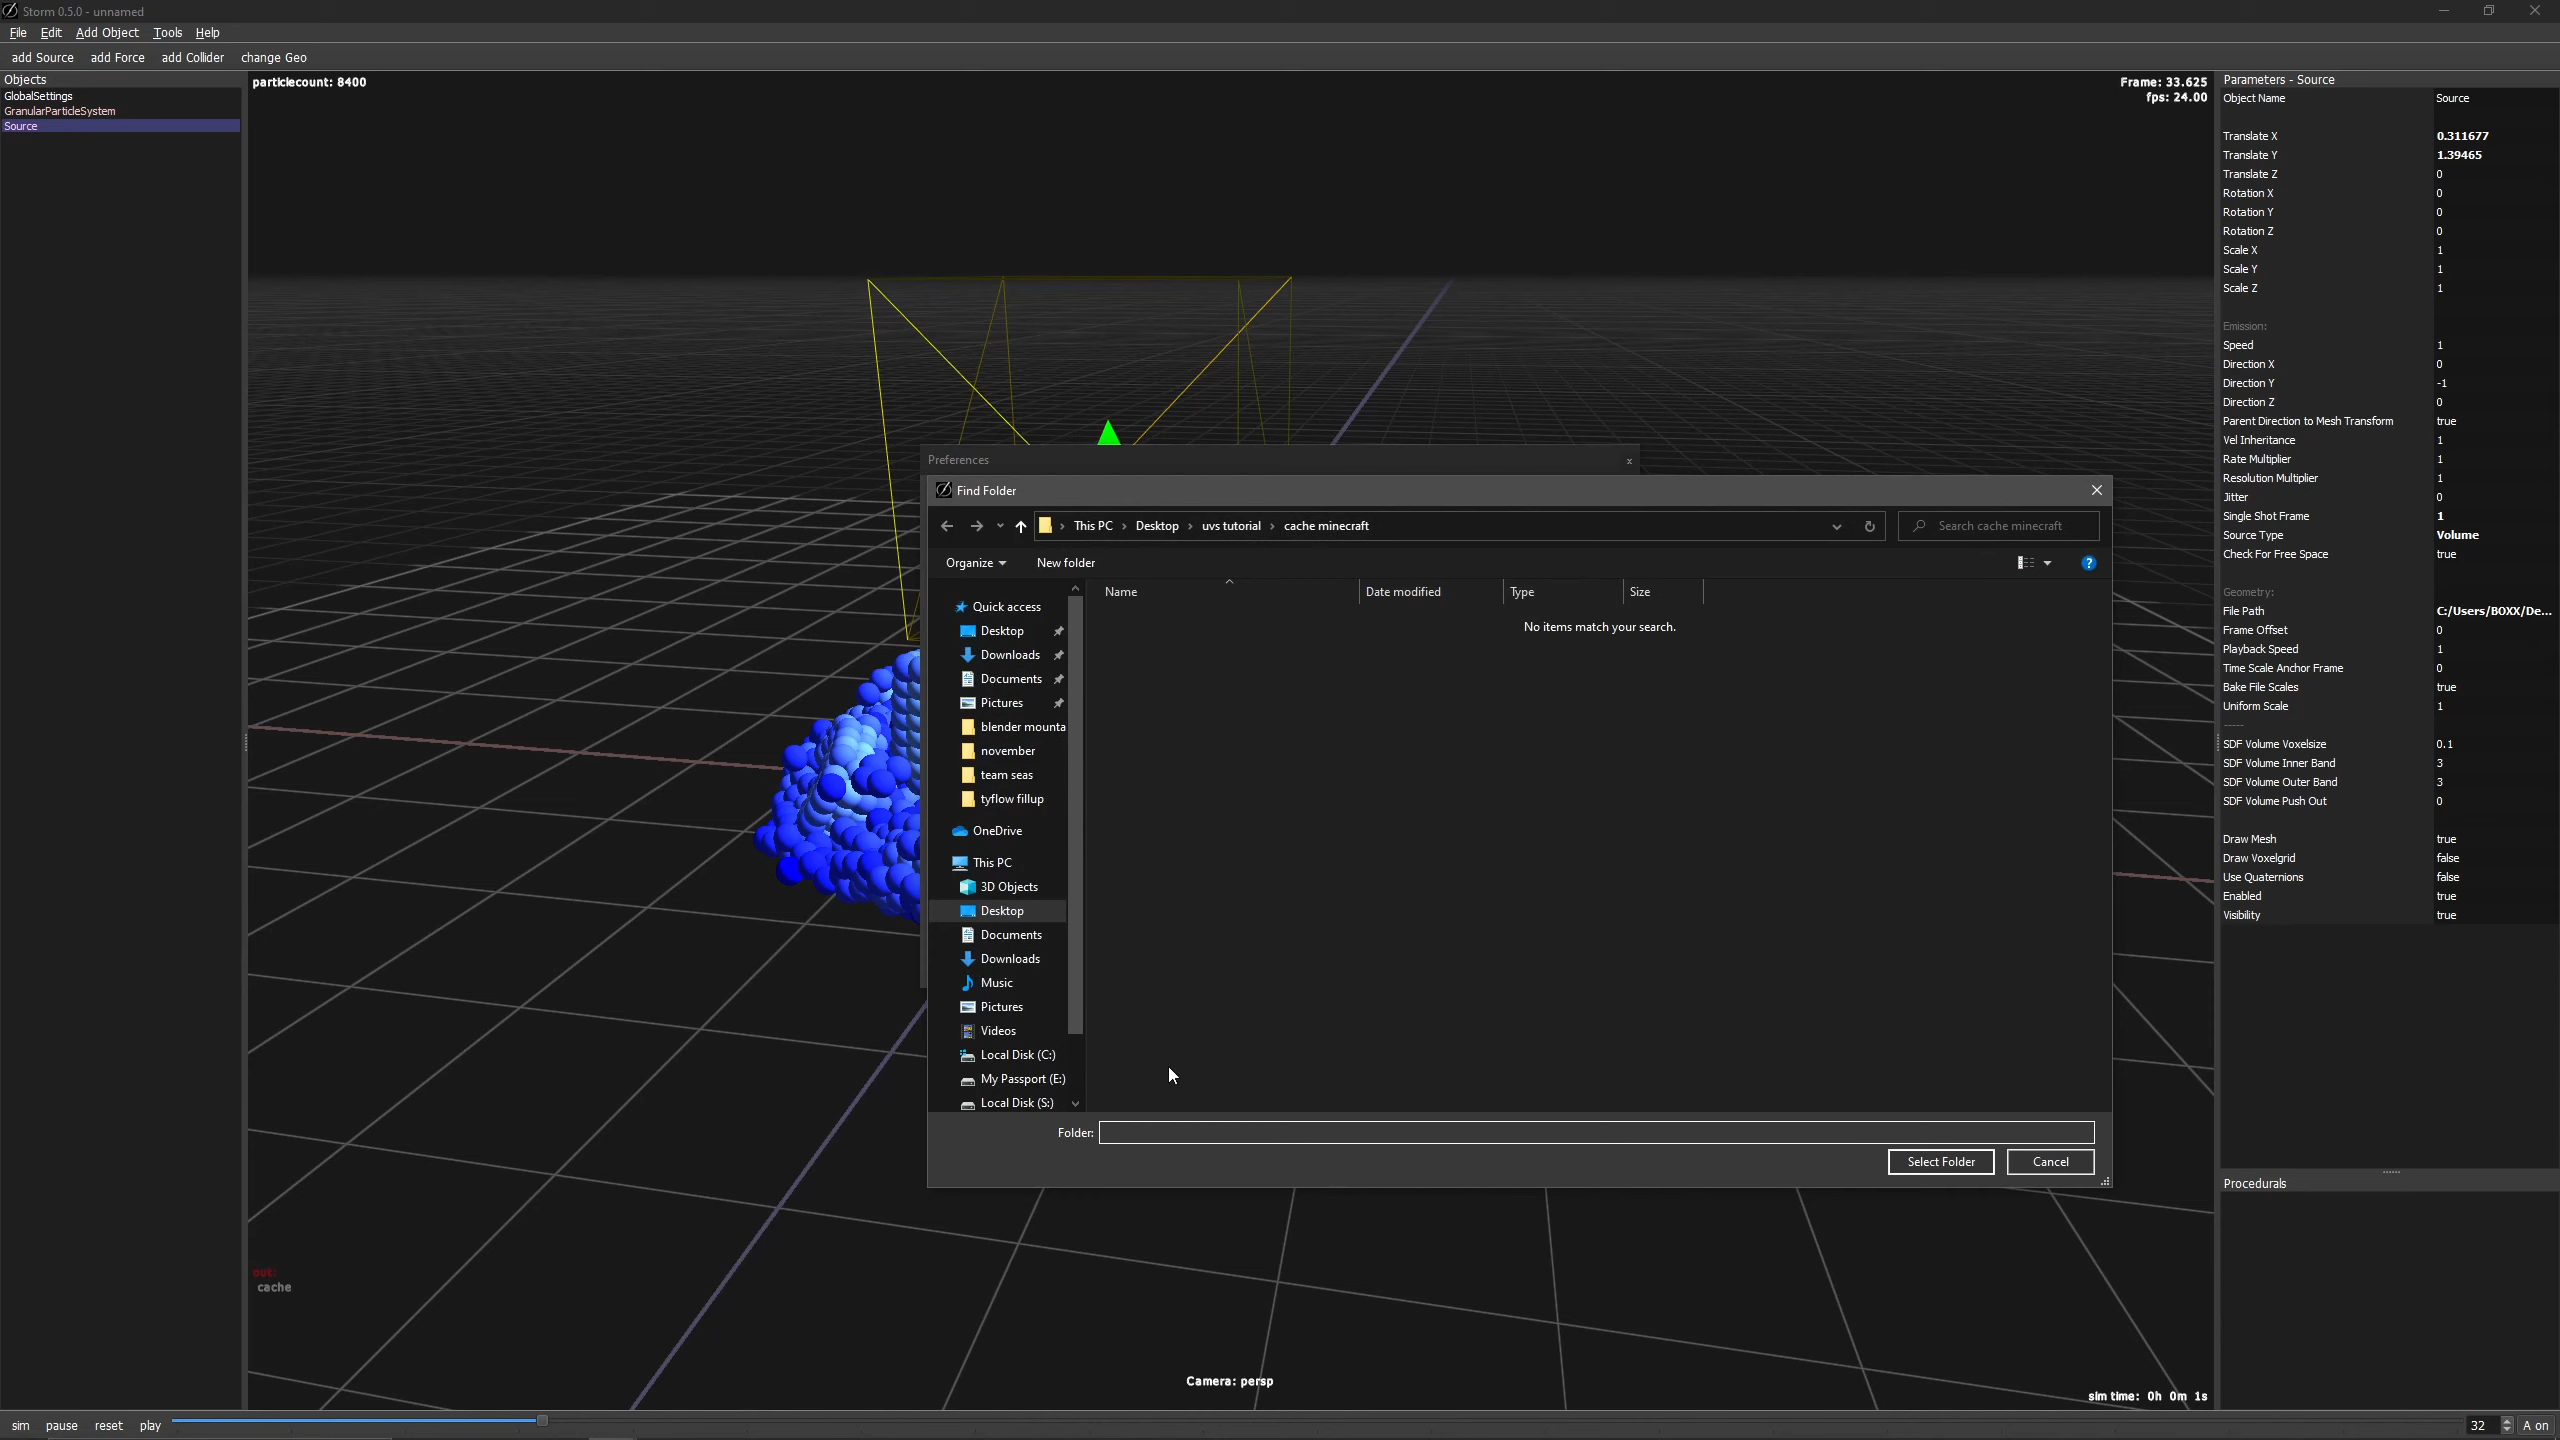 Storm 0.5.0 - unnamed
File Edit Add Object Tools Help
add Source add Force add Collider change Geo
Objects
GlobalSettings
GranularParticleSystem
Source
particlecount: 8400
Frame: 33.625
fps: 24.00
Preferences x
Find Folder
This PC > Desktop > uvs tutorial > cache minecraft
Search cache minecraft
Organize New folder
Quick access
Desktop
Downloads
Documents
Pictures
blender mounta
november
team seas
tyflow fillup
OneDrive
This PC
3D Objects
Desktop
Documents
Downloads
Music
Pictures
Videos
Local Disk (C:)
My Passport (E:)
Local Disk (S:)
Name Date modified Type Size
No items match your search.
Folder:
Select Folder Cancel
out:
cache
Camera: persp
sim time: 0h 0m 1s
Parameters - Source
Object Name Source
Translate X 0.311677
Translate Y 1.39465
Translate Z 0
Rotation X 0
Rotation Y 0
Rotation Z 0
Scale X 1
Scale Y 1
Scale Z 1
Emission:
Speed 1
Direction X 0
Direction Y -1
Direction Z 0
Parent Direction to Mesh Transform true
Vel Inheritance 1
Rate Multiplier 1
Resolution Multiplier 1
Jitter 0
Single Shot Frame 1
Source Type Volume
Check For Free Space true
Geometry:
File Path C:/Users/BOXX/De...
Frame Offset 0
Playback Speed 1
Time Scale Anchor Frame 0
Bake File Scales true
Uniform Scale 1
-----
SDF Volume Voxelsize 0.1
SDF Volume Inner Band 3
SDF Volume Outer Band 3
SDF Volume Push Out 0
Draw Mesh true
Draw Voxelgrid false
Use Quaternions false
Enabled true
Visibility true
Procedurals
sim pause reset play
32 A on